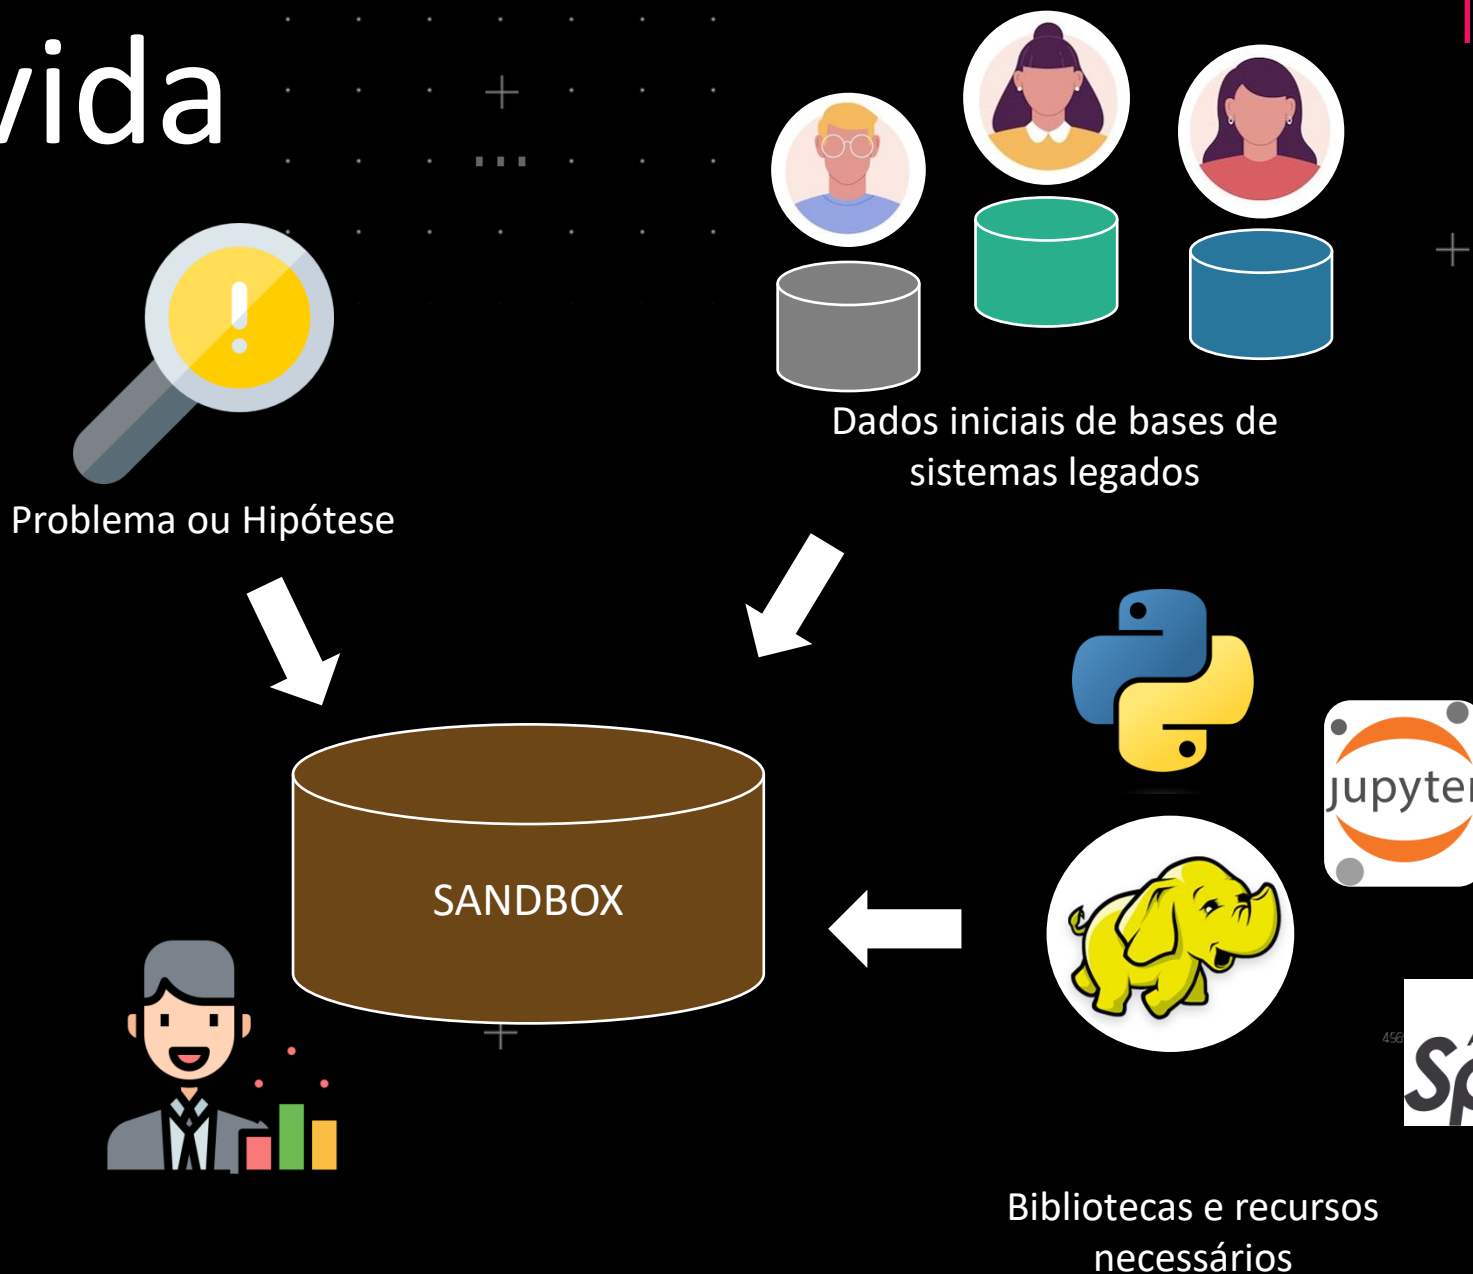 vida
Dados iniciais de bases de
sistemas legados
Problema ou Hipótese
SANDBOX
jupyter
Bibliotecas e recursos
necessários